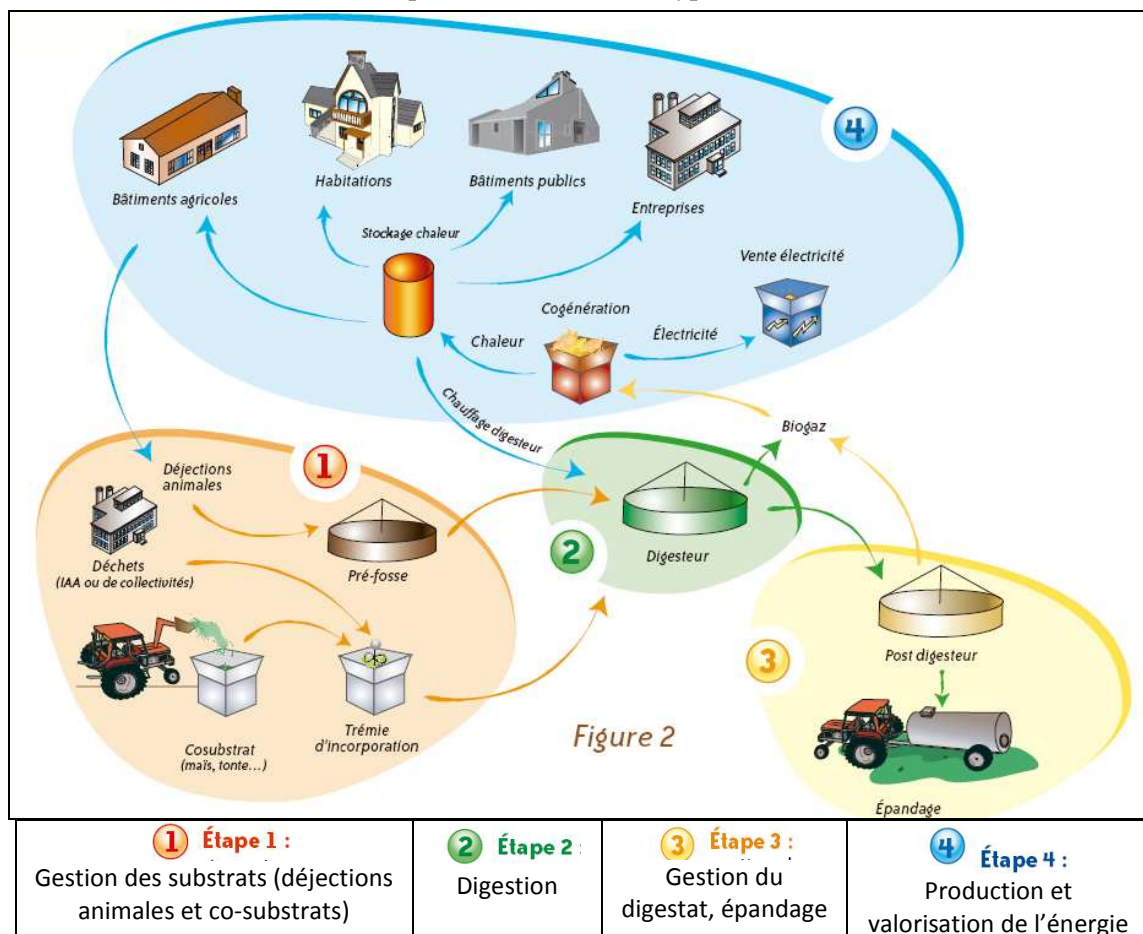 4
Habitations
Bâtiments publics
Bâtiments agricoles
Entreprises
Stockage chaleur
Vente électricité
Cogénération
Chaleur
Électricité
Chauffage digesteur
Biogaz
1
Déjections
animales
Déchets
(IAA ou de collectivités)
Pré-fosse
2
Digesteur
3
Post digesteur
Cosubstrat
(maïs, tonte...)
Trémie
d'incorporation
Figure 2
Épandage
1 Étape 1 :
Gestion des substrats (déjections
animales et co-substrats)
2 Étape 2 :
Digestion
3 Étape 3 :
Gestion du
digestat, épandage
4 Étape 4 :
Production et
valorisation de l'énergie